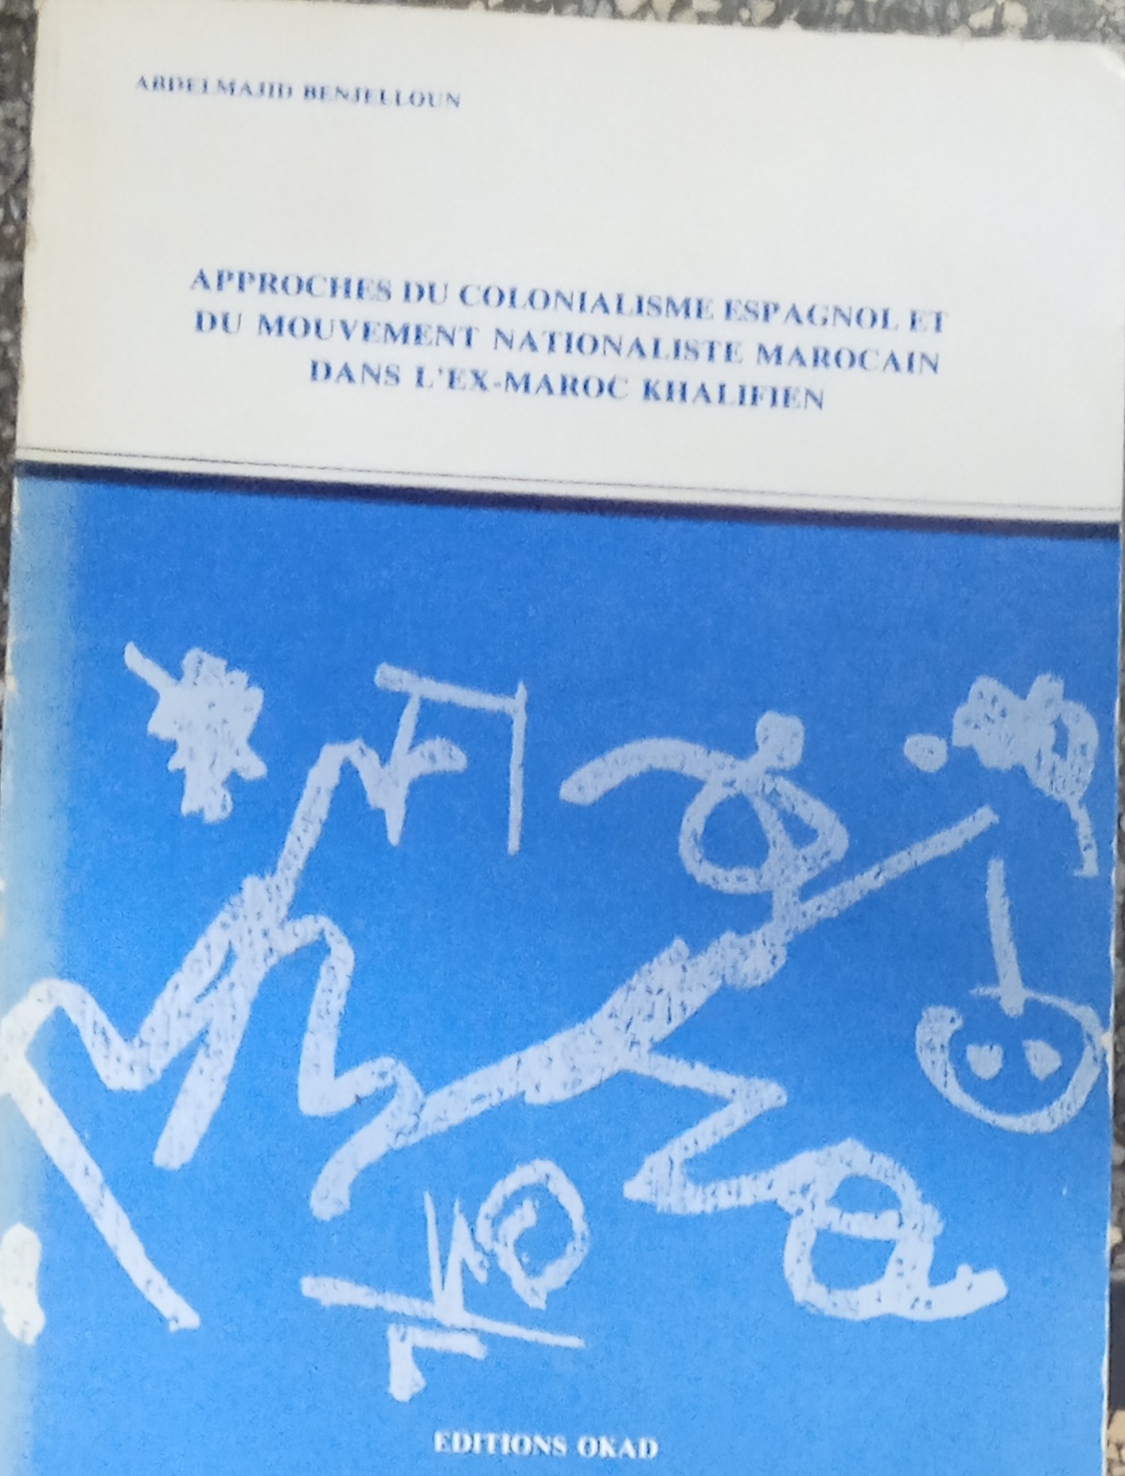 ABDELMAJID BENJELLOUN
APPROCHES DU COLONIALISME ESPAGNOL ET
DU MOUVEMENT NATIONALISTE MAROCAIN
DANS L'EX-MAROC KHALIFIEN
EDITIONS OKAD